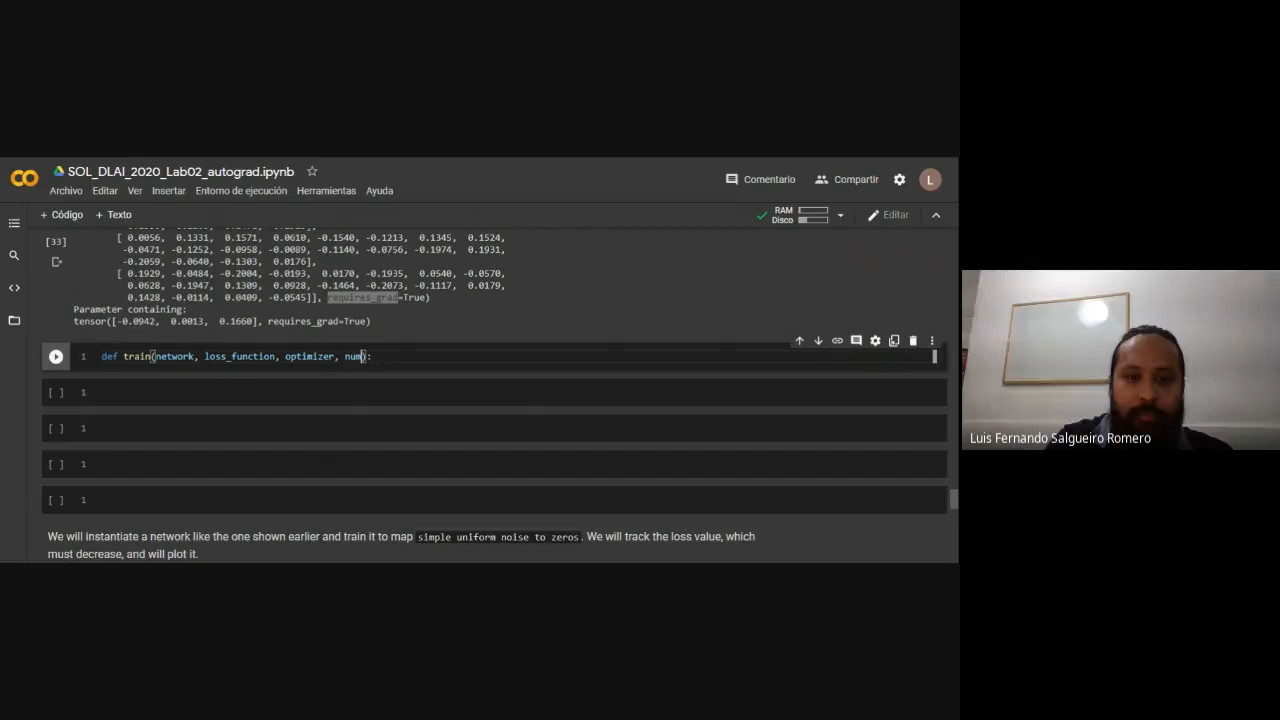 SOL_DLAI_2020_Lab02_autograd.ipynb
Comentario
Compartir
L
Archivo Editar Ver Insertar Entorno de ejecución Herramientas Ayuda
+ Código + Texto
RAM
Disco
Editar
[33]
[ 0.0056, 0.1331, 0.1571, 0.0610, -0.1540, -0.1213, 0.1345, 0.1524,
-0.0471, -0.1252, -0.0958, -0.0089, -0.1140, -0.0756, -0.1974, 0.1931,
-0.2059, -0.0640, -0.1303, 0.0176],
[ 0.1929, -0.0484, -0.2004, -0.0193, 0.0170, -0.1935, 0.0540, -0.0570,
0.0628, -0.1947, 0.1309, 0.0928, -0.1464, -0.2073, -0.1117, 0.0179,
0.1428, -0.0114, 0.0409, -0.0545]], requires_grad=True)
Parameter containing:
tensor([-0.0942, 0.0013, 0.1660], requires_grad=True)
1 def train(network, loss_function, optimizer, num):
[ ] 1
[ ] 1
[ ] 1
[ ] 1
We will instantiate a network like the one shown earlier and train it to map simple uniform noise to zeros. We will track the loss value, which
must decrease, and will plot it.
Luis Fernando Salgueiro Romero